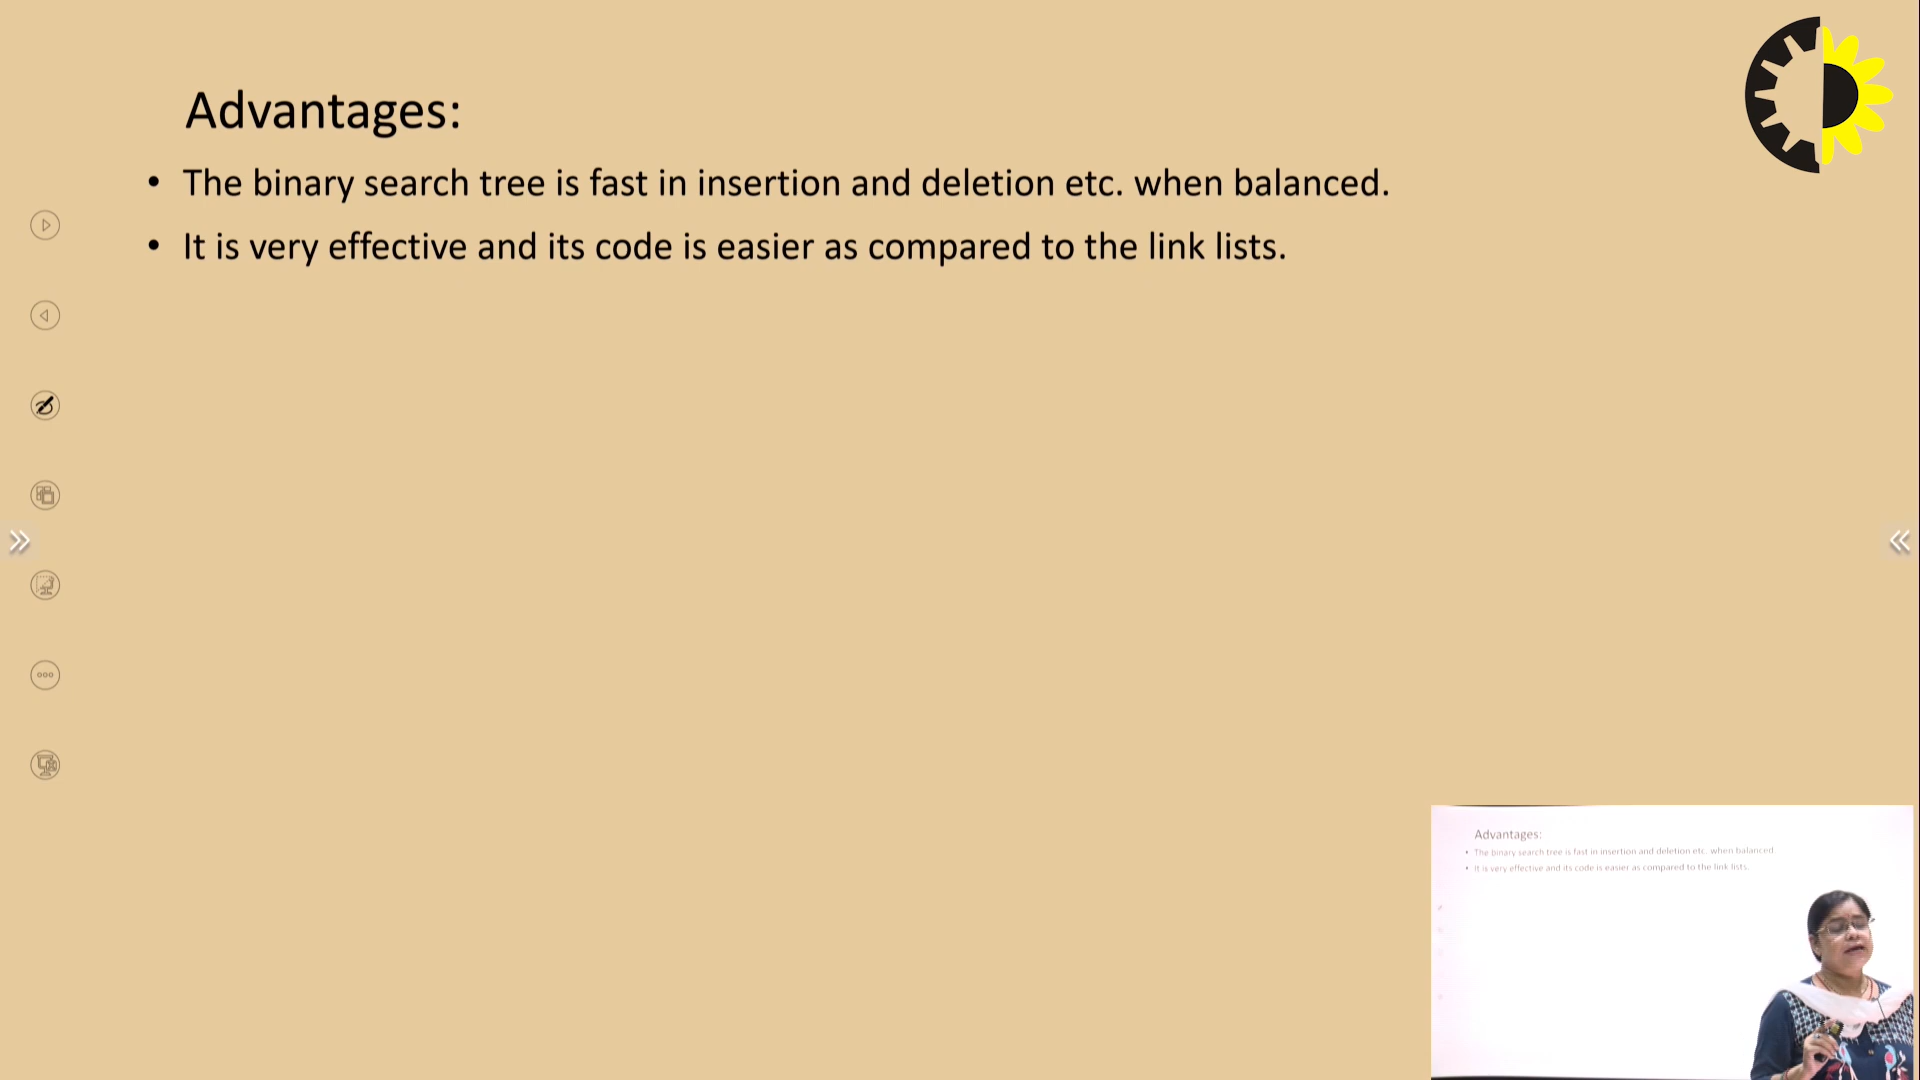 Advantages:
• The binary search tree is fast in insertion and deletion etc. when balanced.
• It is very effective and its code is easier as compared to the link lists.
Advantages:
• The binary search tree is fast in insertion and deletion etc. when balanced.
• It is very effective and its code is easier as compared to the link lists.